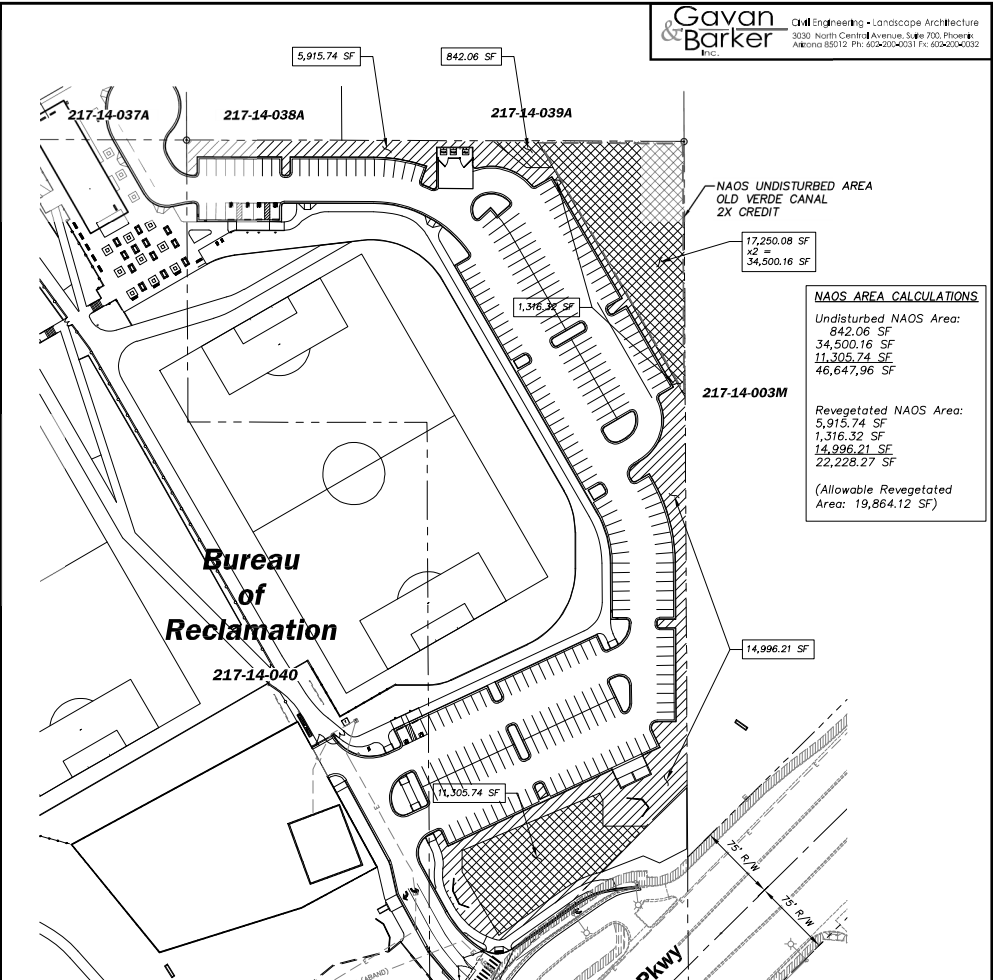 Gavan
& Barker
Inc.
Civil Engineering - Landscape Architecture
3030 North Central Avenue, Suite 700, Phoenix
Arizona 85012 Ph: 602-200-0031 Fx: 602-200-0032
5,915.74 SF
842.06 SF
217-14-037A
217-14-038A
217-14-039A
NAOS UNDISTURBED AREA
OLD VERDE CANAL
2X CREDIT
17,250.08 SF
x2 =
34,500.16 SF
1,316.32 SF
NAOS AREA CALCULATIONS
Undisturbed NAOS Area:
842.06 SF
34,500.16 SF
11,305.74 SF
46,647,96 SF
Revegetated NAOS Area:
5,915.74 SF
1,316.32 SF
14,996.21 SF
22,228.27 SF
(Allowable Revegetated
Area: 19,864.12 SF)
217-14-003M
Bureau
of
Reclamation
217-14-040
14,996.21 SF
11,305.74 SF
75' R/W
75' R/W
Pkwy
(ABAND)